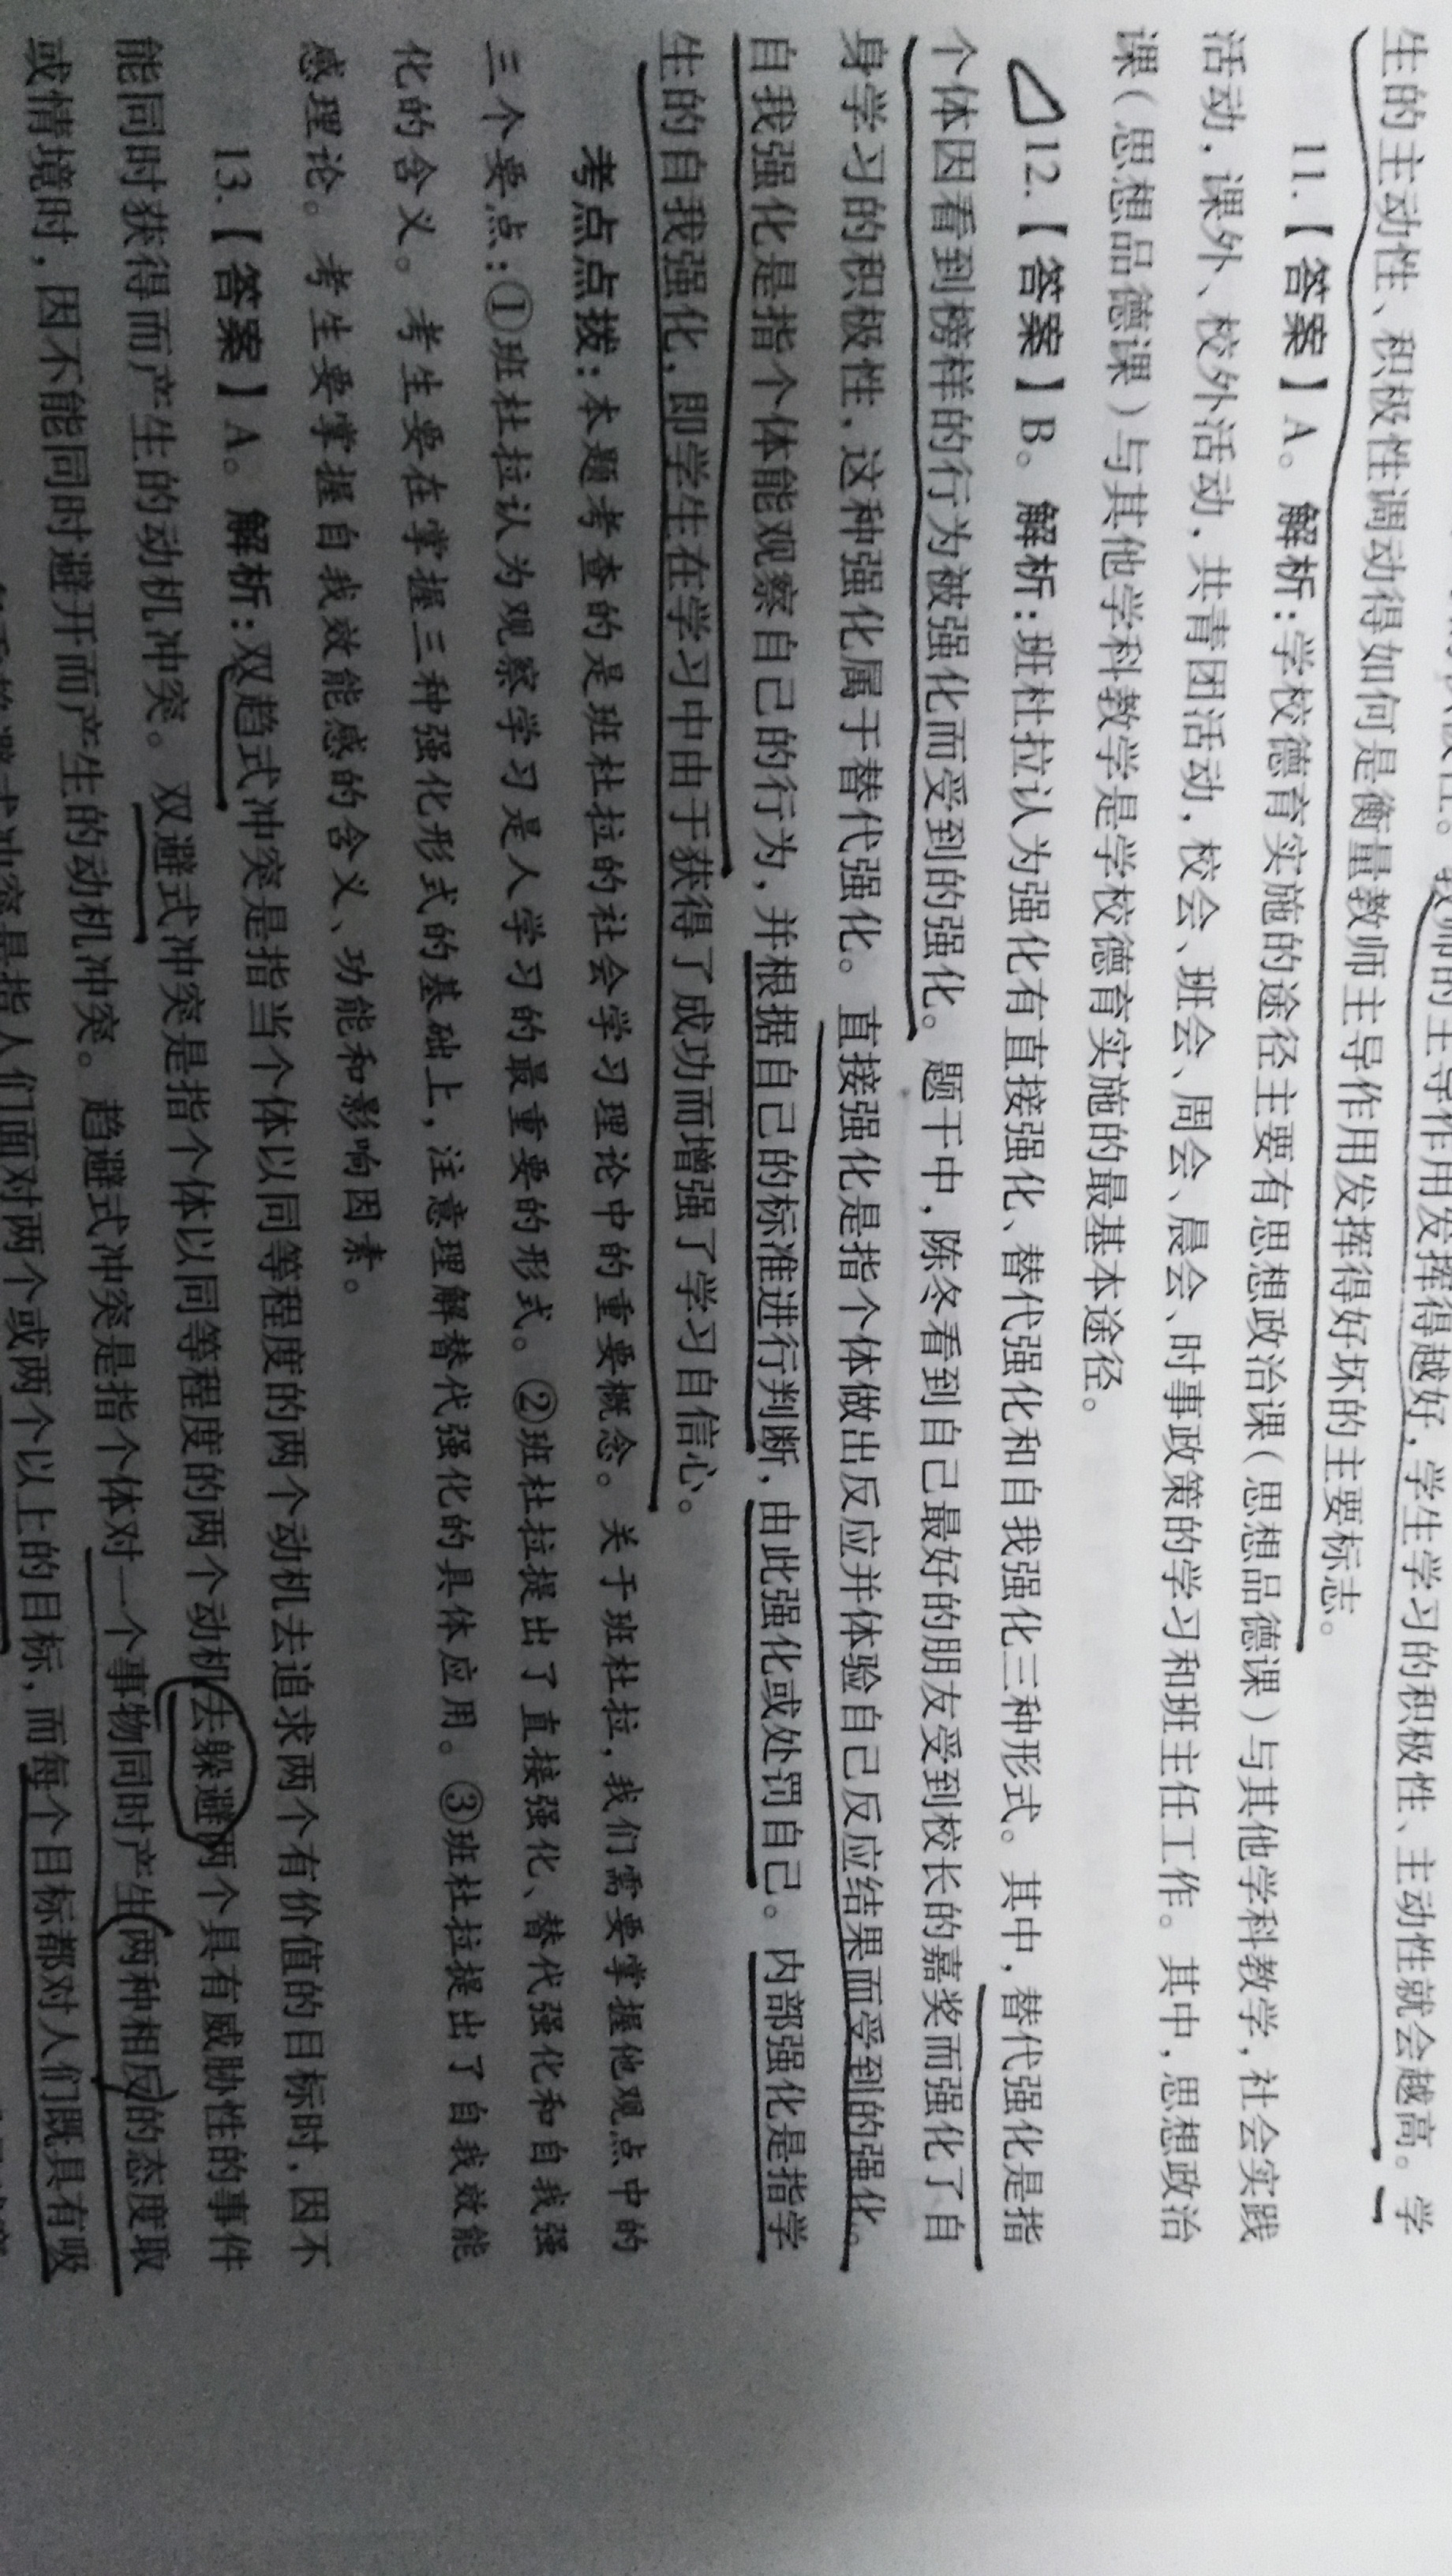 教师的主导作用发挥得越好，学生学习的积极性、主动性就会越高。学
生的主动性、积极性调动得如何是衡量教师主导作用发挥得好坏的主要标志。
11.【答案】A。解析：学校德育实施的途径主要有思想政治课（思想品德课）与其他学科教学，社会实践
活动，课外、校外活动，共青团活动，校会、班会、周会、晨会、时事政策的学习和班主任工作。其中，思想政治
课（思想品德课）与其他学科教学是学校德育实施的最基本途径。
12.【答案】B。解析：班杜拉认为强化有直接强化、替代强化和自我强化三种形式。其中，替代强化是指
个体因看到榜样的行为被强化而受到的强化。题干中，陈冬看到自己最好的朋友受到校长的嘉奖而强化了自
身学习的积极性，这种强化属于替代强化。直接强化是指个体做出反应并体验自己反应结果而受到的强化。
自我强化是指个体能观察自己的行为，并根据自己的标准进行判断，由此强化或处罚自己。内部强化是指学
生的自我强化，即学生在学习中由于获得了成功而增强了学习自信心。
考点点拨：本题考查的是班杜拉的社会学习理论中的重要概念。关于班杜拉，我们需要掌握他观点中的
三个要点：①班杜拉认为观察学习是人学习的最重要的形式。②班杜拉提出了直接强化、替代强化和自我强
化的含义。考生要在掌握三种强化形式的基础上，注意理解替代强化的具体应用。③班杜拉提出了自我效能
感理论。考生要掌握自我效能感的含义、功能和影响因素。
13.【答案】A。解析：双趋式冲突是指当个体以同等程度的两个动机去追求两个有价值的目标时，因不
能同时获得而产生的动机冲突。双避式冲突是指个体以同等程度的两个动机去躲避两个具有威胁性的事件
或情境时，因不能同时避开而产生的动机冲突。趋避式冲突是指个体对一个事物同时产生两种相反的态度取
避式冲突是指人们面对两个或两个以上的目标，而每个目标都对人们既具有吸